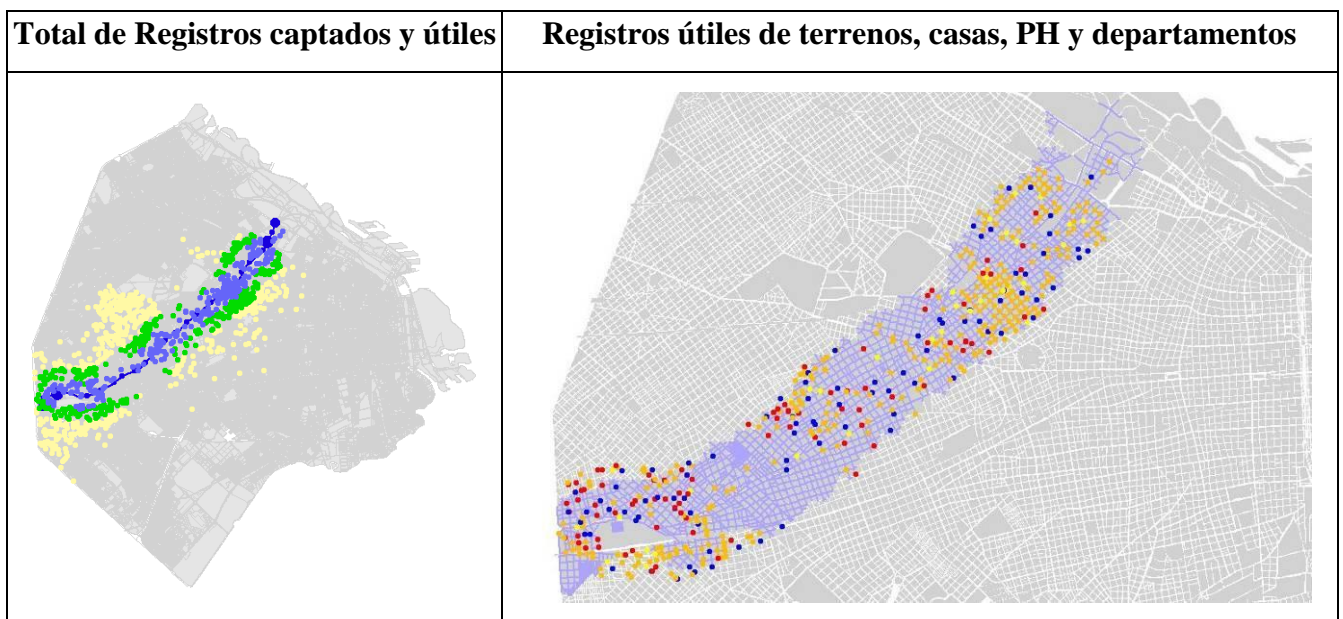 Total de Registros captados y útiles
Registros útiles de terrenos, casas, PH y departamentos